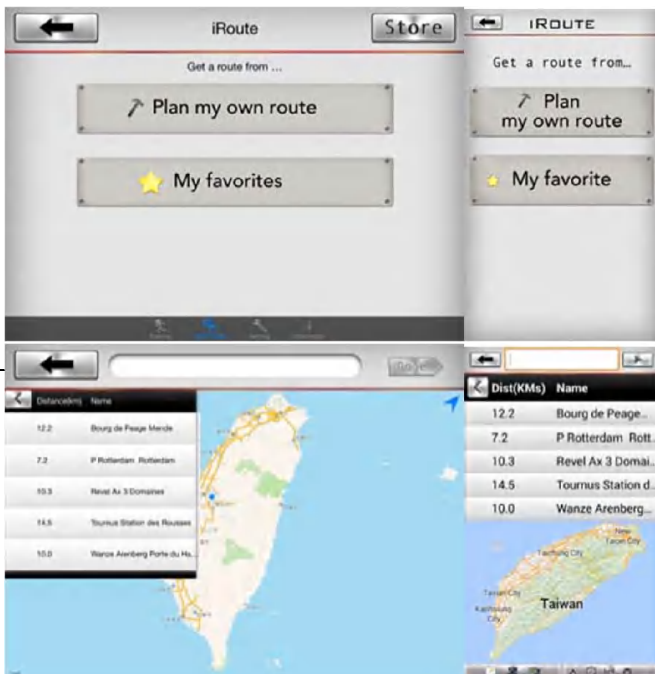 iRoute
Store
Get a route from ...
Plan my own route
My favorites
iROUTE
Get a route from…
Plan
my own route
My favorite
Go
Distance(km) Name
12.2 Bourg de Peage Mende
7.2 P Rotterdam Rotterdam
10.3 Revel Ax 3 Domaines
14.5 Tournus Station des Rousses
10.0 Wanze Arenberg Porte du Ha...
Dist(KMs) Name
12.2 Bourg de Peage...
7.2 P Rotterdam Rott.
10.3 Revel Ax 3 Domai..
14.5 Tournus Station d..
10.0 Wanze Arenberg...
New
Taipei City
Taichung City
Tainan City
Kaohsiung
City
Taiwan